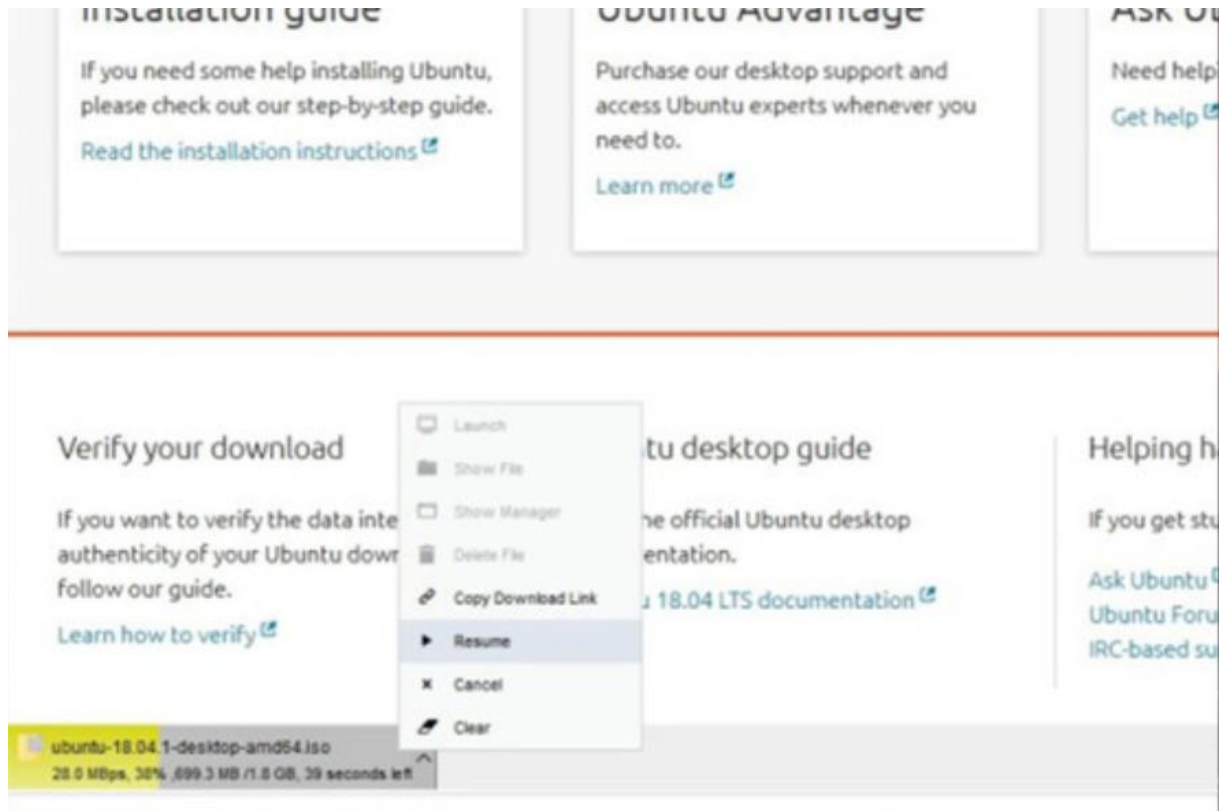 Installation guide
If you need some help installing Ubuntu,
please check out our step-by-step guide.
Read the installation instructions
Ubuntu Advantage
Purchase our desktop support and
access Ubuntu experts whenever you
need to.
Learn more
Ask Ub
Need help
Get help
Verify your download
If you want to verify the data inte
authenticity of your Ubuntu down
follow our guide.
Learn how to verify
Launch
Show File
Show Manager
Delete File
Copy Download Link
Resume
Cancel
Clear
tu desktop guide
he official Ubuntu desktop
entation.
18.04 LTS documentation
Helping ha
If you get stu
Ask Ubuntu
Ubuntu Foru
IRC-based su
ubuntu-18.04.1-desktop-amd64.iso
28.0 MBps, 38% ,699.3 MB /1.8 GB, 39 seconds left